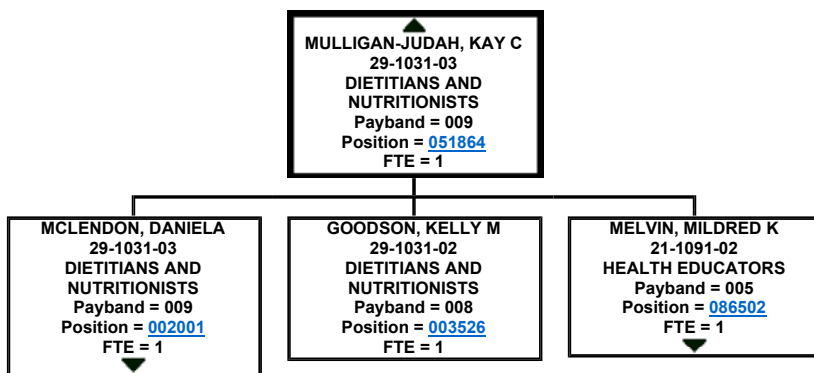 MULLIGAN-JUDAH, KAY C
29-1031-03
DIETITIANS AND
NUTRITIONISTS
Payband = 009
Position = 051864
FTE = 1
MCLENDON, DANIELA
29-1031-03
DIETITIANS AND
NUTRITIONISTS
Payband = 009
Position = 002001
FTE = 1
GOODSON, KELLY M
29-1031-02
DIETITIANS AND
NUTRITIONISTS
Payband = 008
Position = 003526
FTE = 1
MELVIN, MILDRED K
21-1091-02
HEALTH EDUCATORS
Payband = 005
Position = 086502
FTE = 1